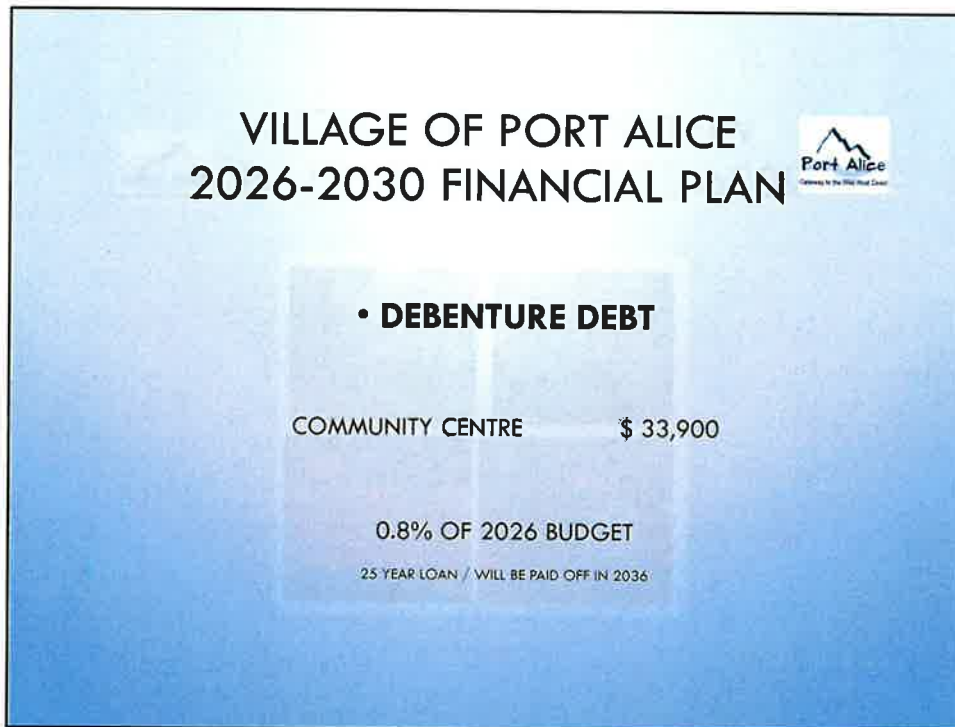 VILLAGE OF PORT ALICE
2026-2030 FINANCIAL PLAN
Port Alice
• DEBENTURE DEBT
COMMUNITY CENTRE $ 33,900
0.8% OF 2026 BUDGET
25 YEAR LOAN / WILL BE PAID OFF IN 2036